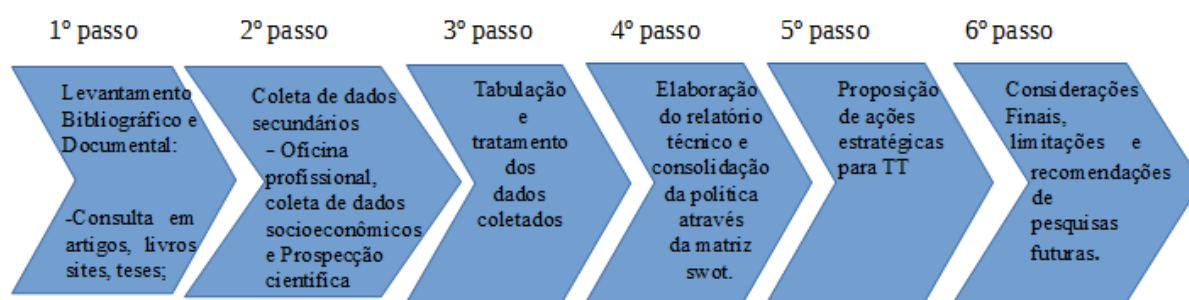 1º passo
Levantamento
Bibliográfico e
Documental:
-Consulta em
artigos, livros
sites, teses;
2º passo
Coleta de dados
secundários
– Oficina
profissional,
coleta de dados
socioeconômicos
e Prospecção
científica
3º passo
Tabulação
e
tratamento
dos
dados
coletados
4º passo
Elaboração
do relatório
técnico e
consolidação
da política
através
da matriz
swot.
5º passo
Proposição
de ações
estratégicas
para TT
6º passo
Considerações
Finais,
limitações e
recomendações
de
pesquisas
futuras.